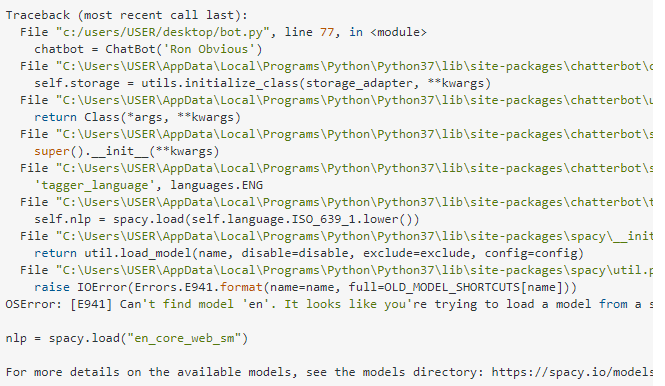 Traceback (most recent call last):
  File "c:/users/USER/desktop/bot.py", line 77, in <module>
    chatbot = ChatBot('Ron Obvious')
  File "C:\Users\USER\AppData\Local\Programs\Python\Python37\lib\site-packages\chatterbot\
    self.storage = utils.initialize_class(storage_adapter, **kwargs)
  File "C:\Users\USER\AppData\Local\Programs\Python\Python37\lib\site-packages\chatterbot\
    return Class(*args, **kwargs)
  File "C:\Users\USER\AppData\Local\Programs\Python\Python37\lib\site-packages\chatterbot\s
    super().__init__(**kwargs)
  File "C:\Users\USER\AppData\Local\Programs\Python\Python37\lib\site-packages\chatterbot\s
    'tagger_language', languages.ENG
  File "C:\Users\USER\AppData\Local\Programs\Python\Python37\lib\site-packages\chatterbot\t
    self.nlp = spacy.load(self.language.ISO_639_1.lower())
  File "C:\Users\USER\AppData\Local\Programs\Python\Python37\lib\site-packages\spacy\__init
    return util.load_model(name, disable=disable, exclude=exclude, config=config)
  File "C:\Users\USER\AppData\Local\Programs\Python\Python37\lib\site-packages\spacy\util.p
    raise IOError(Errors.E941.format(name=name, full=OLD_MODEL_SHORTCUTS[name]))
OSError: [E941] Can't find model 'en'. It looks like you're trying to load a model from a s
nlp = spacy.load("en_core_web_sm")
For more details on the available models, see the models directory: https://spacy.io/models